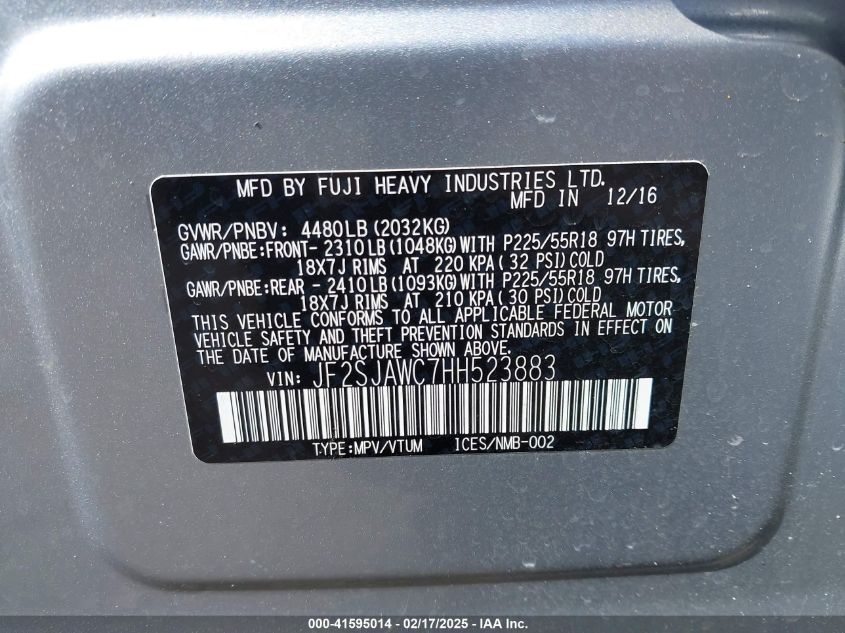 MFD BY FUJI HEAVY INDUSTRIES LTD.
MFD IN 12/16
GVWR/PNBV: 4480LB (2032KG)
GAWR/PNBE:FRONT- 2310LB (1048KG) WITH P225/55R18 97H TIRES,
18X7J RIMS AT 220 KPA (32 PSI) COLD
GAWR/PNBE:REAR - 2410LB (1093KG) WITH P225/55R18 97H TIRES,
18X7J RIMS AT 210 KPA (30 PSI) COLD
THIS VEHICLE CONFORMS TO ALL APPLICABLE FEDERAL MOTOR
VEHICLE SAFETY AND THEFT PREVENTION STANDARDS IN EFFECT ON
THE DATE OF MANUFACTURE SHOWN ABOVE.
VIN: JF2SJAWC7HH523883
TYPE:MPV/VTUM ICES/NMB-002
000-41595014 - 02/17/2025 - IAA Inc.